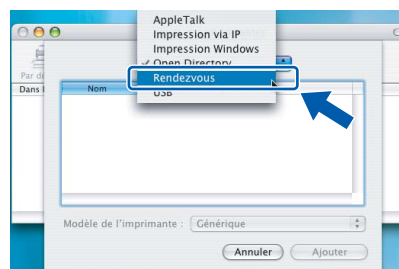 AppleTalk
Impression via IP
Impression Windows
✓ Open Directory
Rendezvous
USB
Par dé
Dans l
Nom
Modèle de l'imprimante :
Générique
Annuler
Ajouter